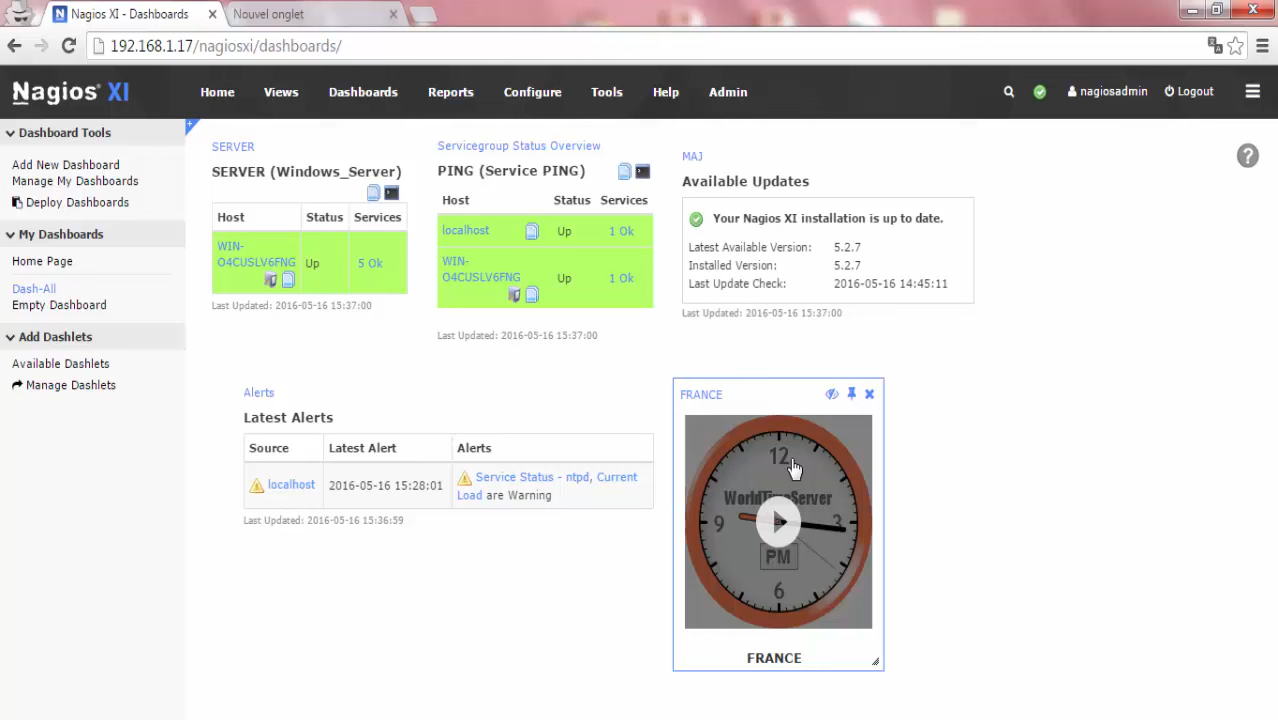 Nagios XI - Dashboards
Nouvel onglet
192.168.1.17/nagiosxi/dashboards/
Nagios® XI
Home
Views
Dashboards
Reports
Configure
Tools
Help
Admin
nagiosadmin
Logout
Dashboard Tools
Add New Dashboard
Manage My Dashboards
Deploy Dashboards
My Dashboards
Home Page
Dash-All
Empty Dashboard
Add Dashlets
Available Dashlets
Manage Dashlets
SERVER
SERVER (Windows_Server)
Host Status Services
WIN-
O4CUSLV6FNG Up 5 Ok
Last Updated: 2016-05-16 15:37:00
Servicegroup Status Overview
PING (Service PING)
Host Status Services
localhost Up 1 Ok
WIN-
O4CUSLV6FNG Up 1 Ok
Last Updated: 2016-05-16 15:37:00
MAJ
Available Updates
Your Nagios XI installation is up to date.
Latest Available Version: 5.2.7
Installed Version: 5.2.7
Last Update Check: 2016-05-16 14:45:11
Last Updated: 2016-05-16 15:37:00
Alerts
Latest Alerts
Source Latest Alert Alerts
localhost 2016-05-16 15:28:01 Service Status - ntpd, Current
Load are Warning
Last Updated: 2016-05-16 15:36:59
FRANCE
12
WorldTimeServer
9 3
PM
6
FRANCE